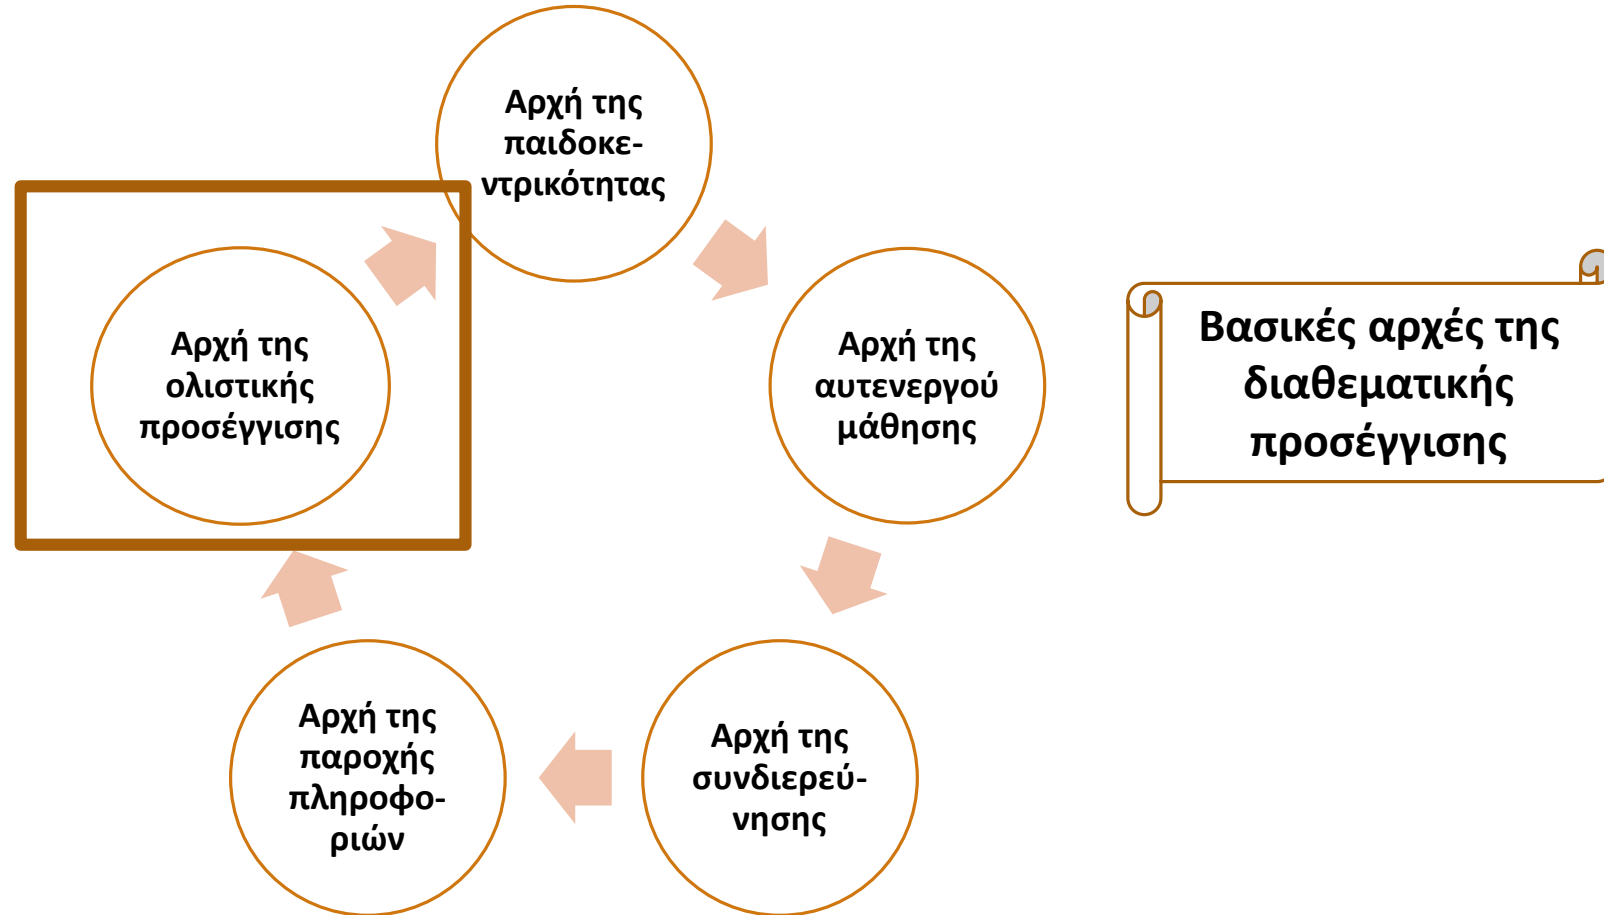 Αρχή της
παιδοκε-
ντρικότητας
Αρχή της
αυτενεργού
μάθησης
Αρχή της
συνδιερεύ-
νησης
Αρχή της
παροχής
πληροφο-
ριών
Αρχή της
ολιστικής
προσέγγισης
Βασικές αρχές της
διαθεματικής
προσέγγισης